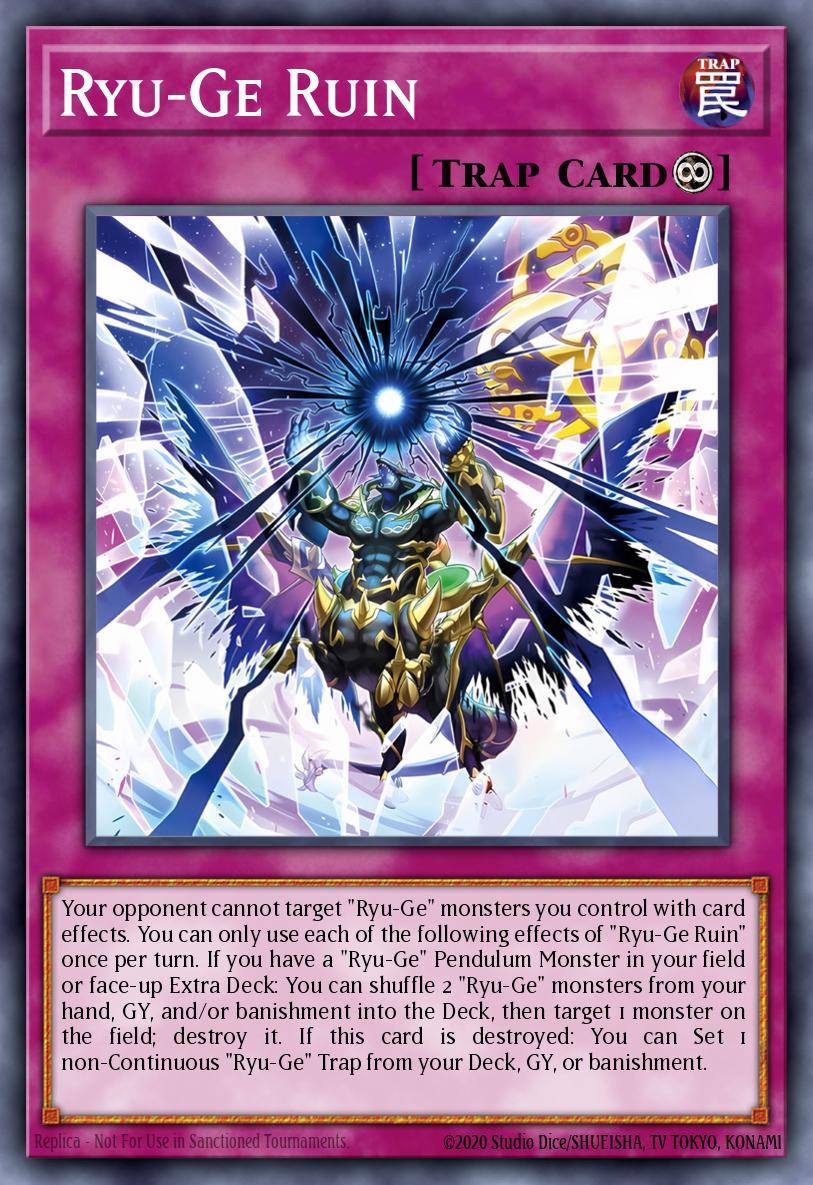 Ryu-Ge Ruin
TRAP
罠
[ Trap Card ]
Your opponent cannot target "Ryu-Ge" monsters you control with card
effects. You can only use each of the following effects of "Ryu-Ge Ruin"
once per turn. If you have a "Ryu-Ge" Pendulum Monster in your field
or face-up Extra Deck: You can shuffle 2 "Ryu-Ge" monsters from your
hand, GY, and/or banishment into the Deck, then target 1 monster on
the field; destroy it. If this card is destroyed: You can Set 1
non-Continuous "Ryu-Ge" Trap from your Deck, GY, or banishment.
Replica - Not For Use in Sanctioned Tournaments.
©2020 Studio Dice/SHUEISHA, TV TOKYO, KONAMI